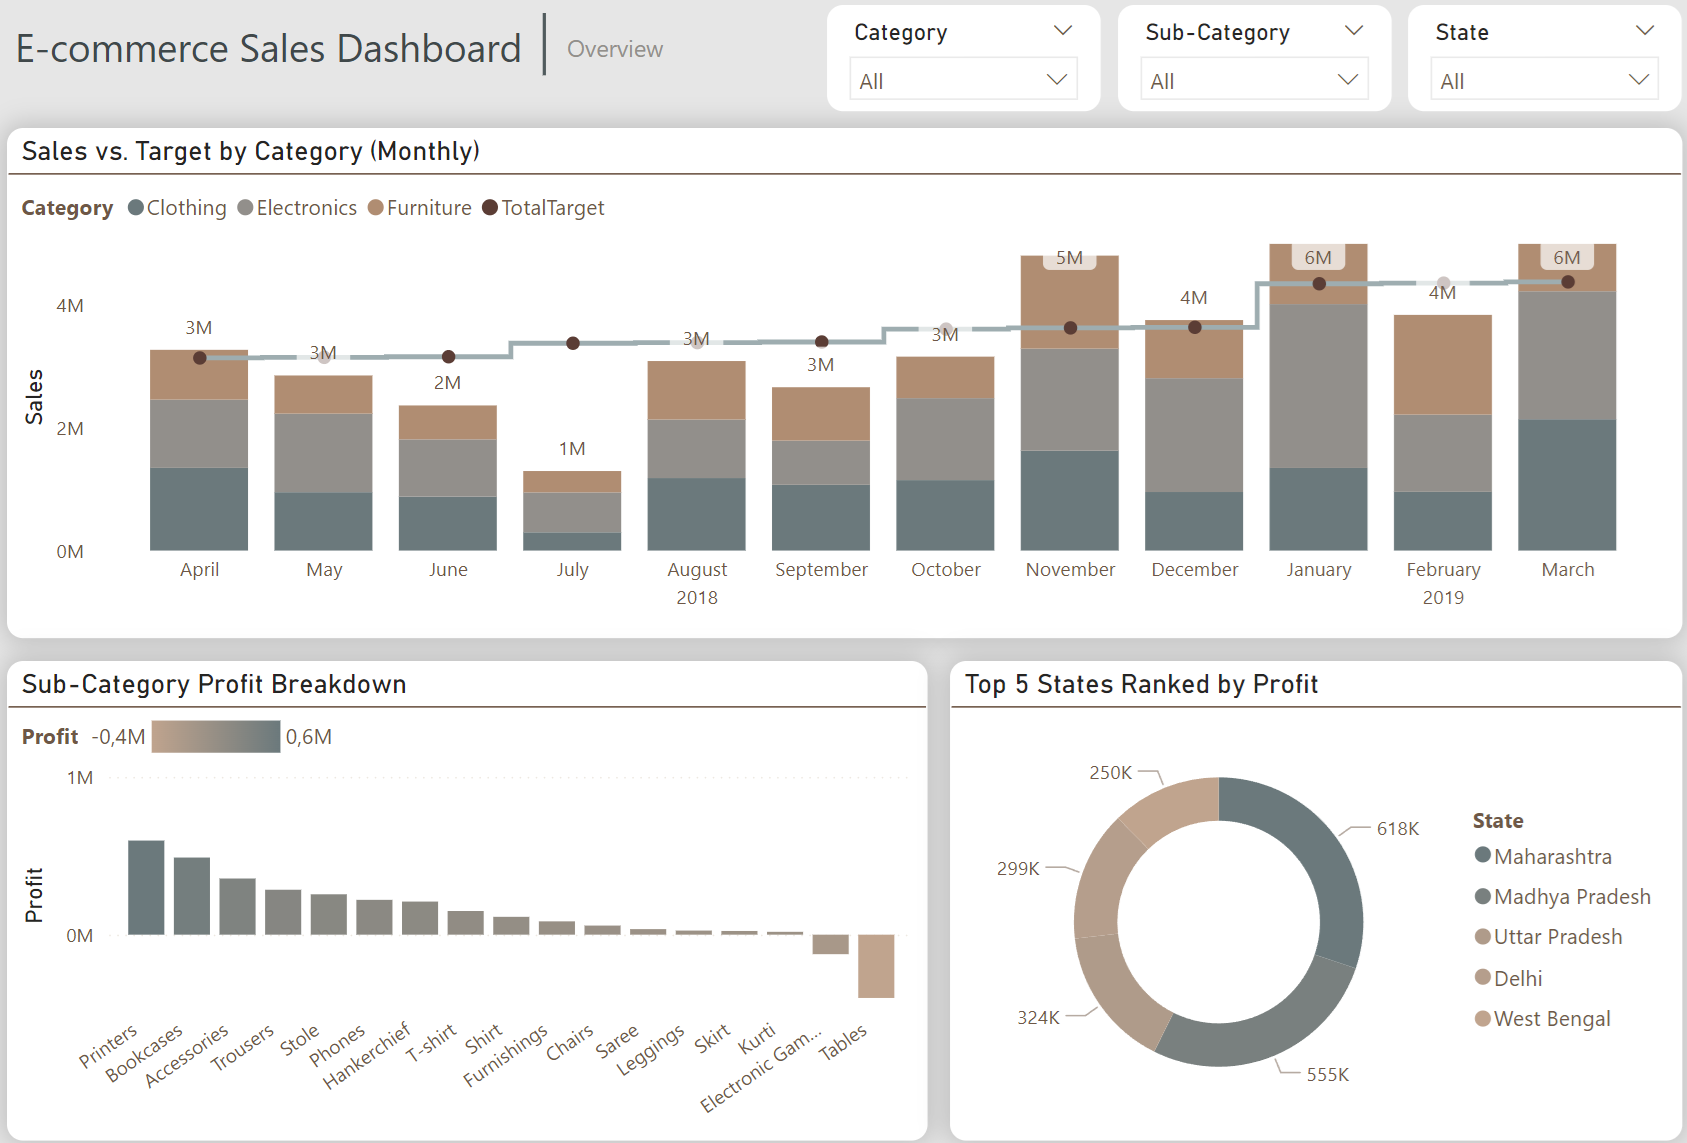 E-commerce Sales Dashboard
Overview
Category
All
Sub-Category
All
State
All
Sales vs. Target by Category (Monthly)
Category Clothing Electronics Furniture TotalTarget
Sales
4M
2M
0M
3M
3M
2M
1M
3M
3M
3M
5M
4M
6M
4M
6M
April May June July August September October November December January February March
2018 2019
Sub-Category Profit Breakdown
Profit -0,4M 0,6M
Profit
1M
0M
Printers
Bookcases
Accessories
Trousers
Stole
Phones
Hankerchief
T-shirt
Shirt
Furnishings
Chairs
Saree
Leggings
Skirt
Kurti
Electronic Gam...
Tables
Top 5 States Ranked by Profit
250K
618K
299K
324K
555K
State
Maharashtra
Madhya Pradesh
Uttar Pradesh
Delhi
West Bengal